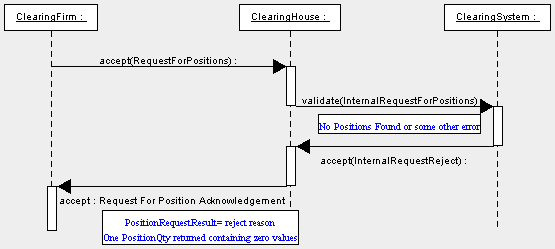 ClearingFirm :
ClearingHouse :
ClearingSystem :
accept(RequestForPositions) :
validate(InternalRequestForPositions)
No Positions Found or some other error
accept(InternalRequestReject) :
accept : Request For Position Acknowledgement
PositionRequestResult= reject reason
One PositionQty returned containing zero values